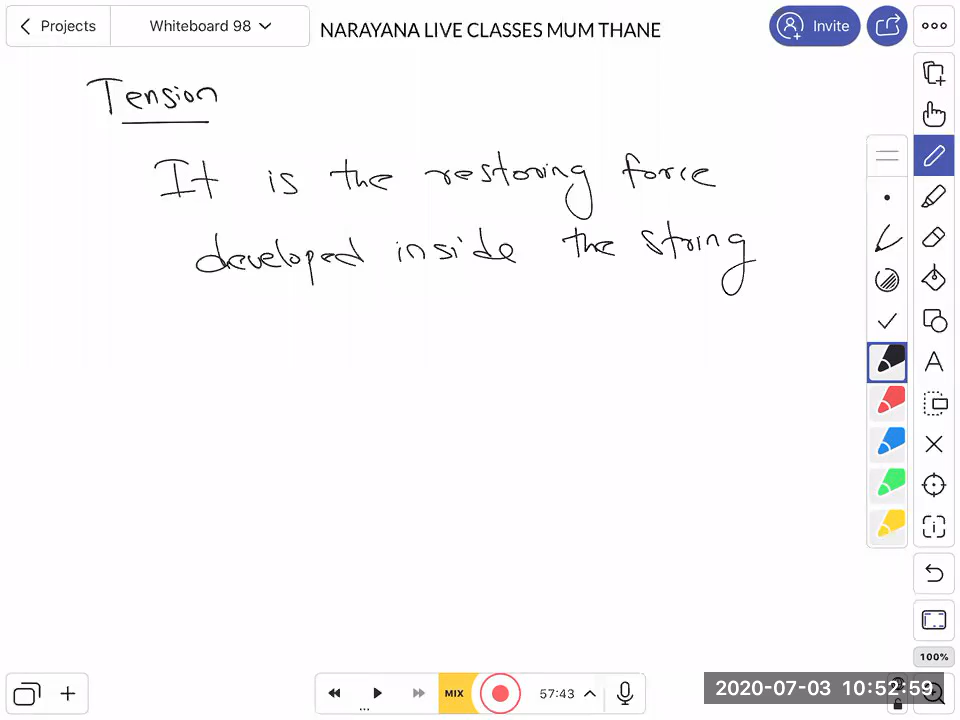 Projects
Whiteboard 98
NARAYANA LIVE CLASSES MUM THANE
Invite
Tension
It is the restoring force
developed inside the string
A
100%
MIX
57:43
2020-07-03 10:52:59